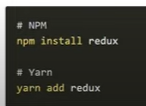 # NPM
npm install redux
# Yarn
yarn add redux